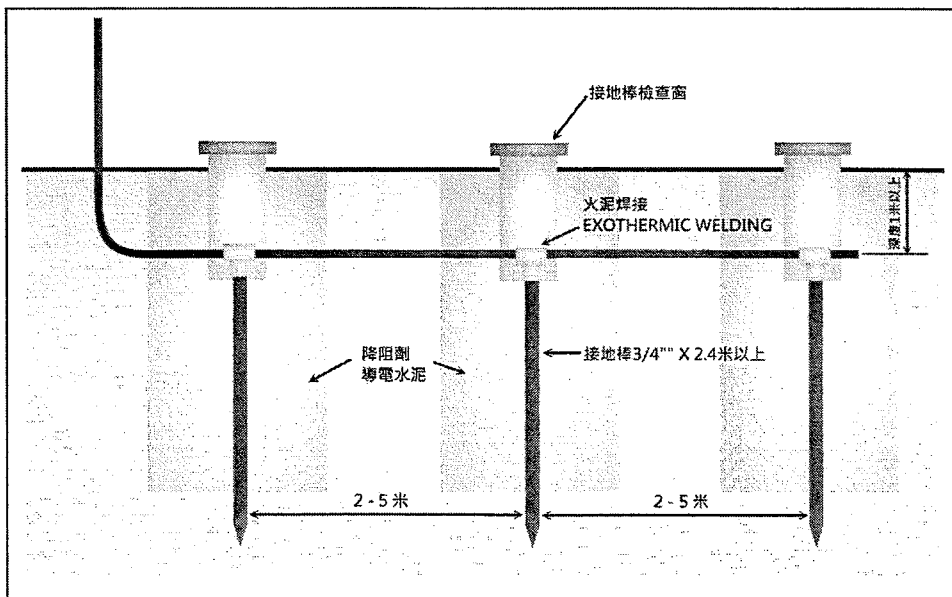 接地棒檢查窗
火泥焊接
EXOTHERMIC WELDING
深度1米以上
降阻劑
導電水泥
接地棒3/4"" X 2.4米以上
2 - 5 米
2 - 5 米